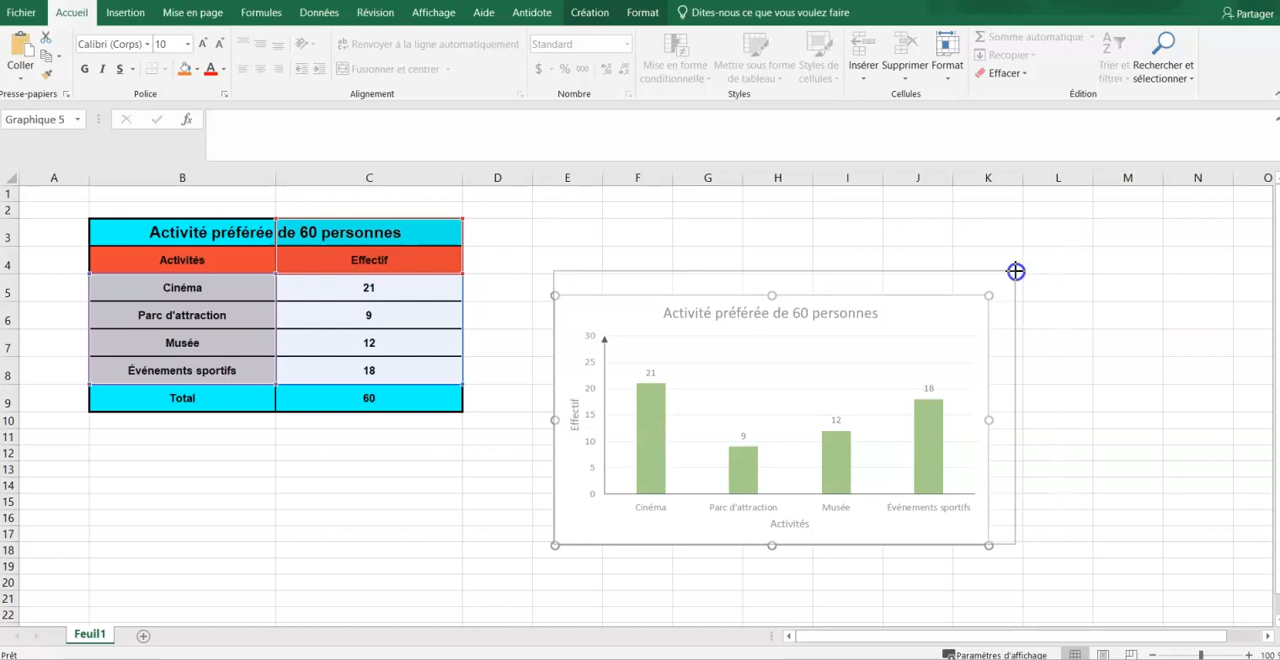 Fichier Accueil Insertion Mise en page Formules Données Révision Affichage Aide Antidote Création Format Dites-nous ce que vous voulez faire Partager
Calibri (Corps) 10 Renvoyer à la ligne automatiquement Standard Somme automatique
Coller G I S Fusionner et centrer $ % 000 Mise en forme conditionnelle Mettre sous forme de tableau Styles de cellules Insérer Supprimer Format Recopier Effacer Trier et filtrer Rechercher et sélectionner
Presse-papiers Police Alignement Nombre Styles Cellules Édition
Graphique 5 fx
A B C D E F G H I J K L M N O
1
2
3 Activité préférée de 60 personnes
4 Activités Effectif
5 Cinéma 21
6 Parc d'attraction 9
7 Musée 12
8 Événements sportifs 18
9 Total 60
10
11
12
13
14
15
16
17
18
19
20
21
22
Activité préférée de 60 personnes
Effectif
30
25
20
15
10
5
0
21 9 12 18
Cinéma Parc d'attraction Musée Événements sportifs
Activités
Feuil1
Prêt Paramètres d'affichage 100